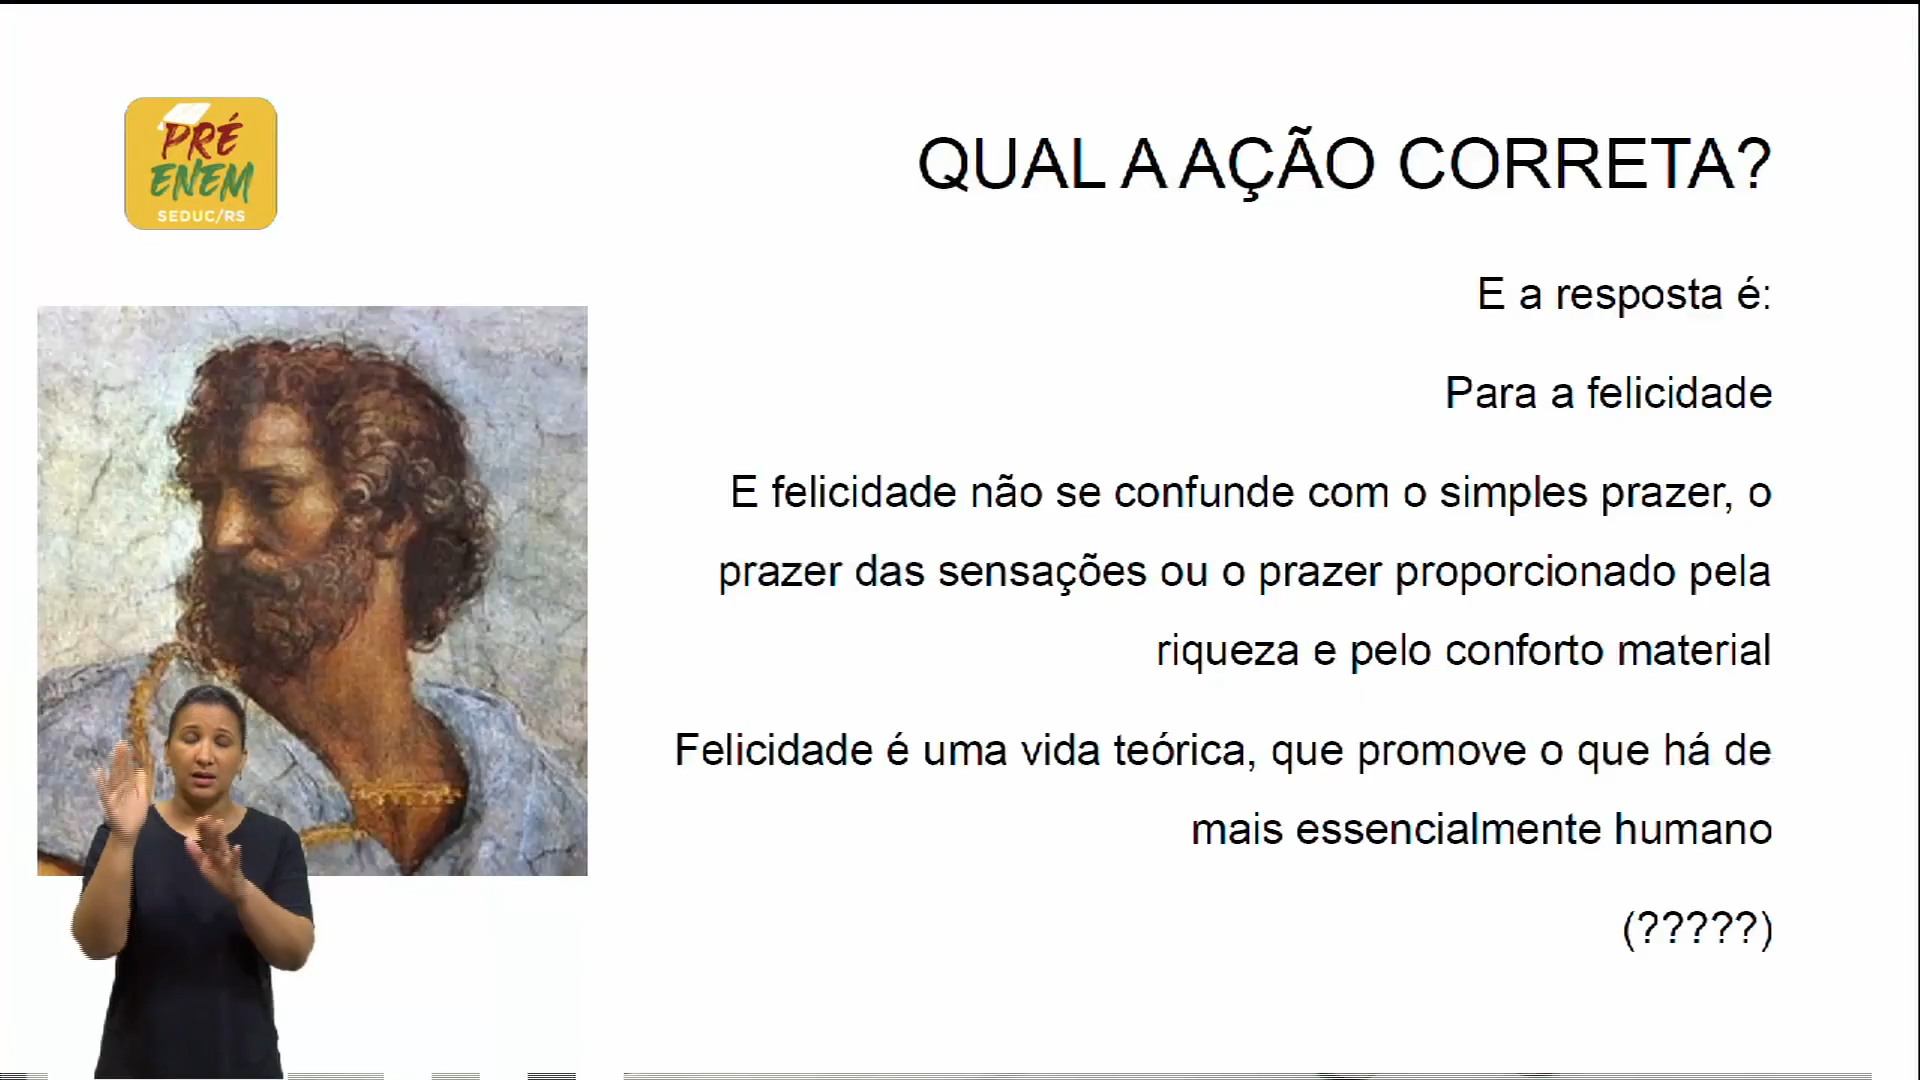 PRÉ
ENEM
SEDUC/RS
QUAL A AÇÃO CORRETA?
E a resposta é:
Para a felicidade
E felicidade não se confunde com o simples prazer, o
prazer das sensações ou o prazer proporcionado pela
riqueza e pelo conforto material
Felicidade é uma vida teórica, que promove o que há de
mais essencialmente humano
(?????)